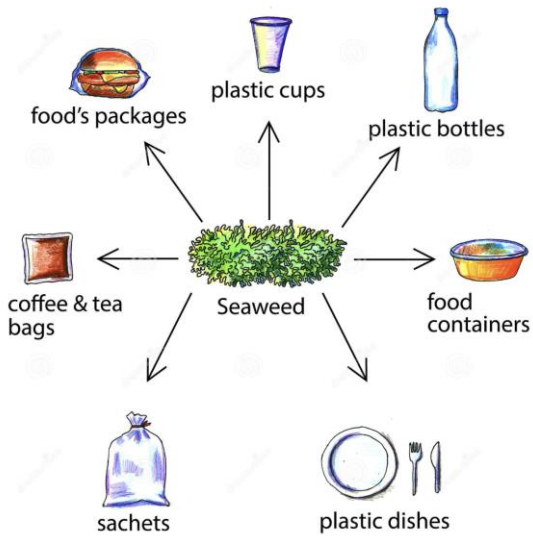 plastic cups
food's packages
plastic bottles
coffee & tea
bags
Seaweed
food
containers
sachets
plastic dishes